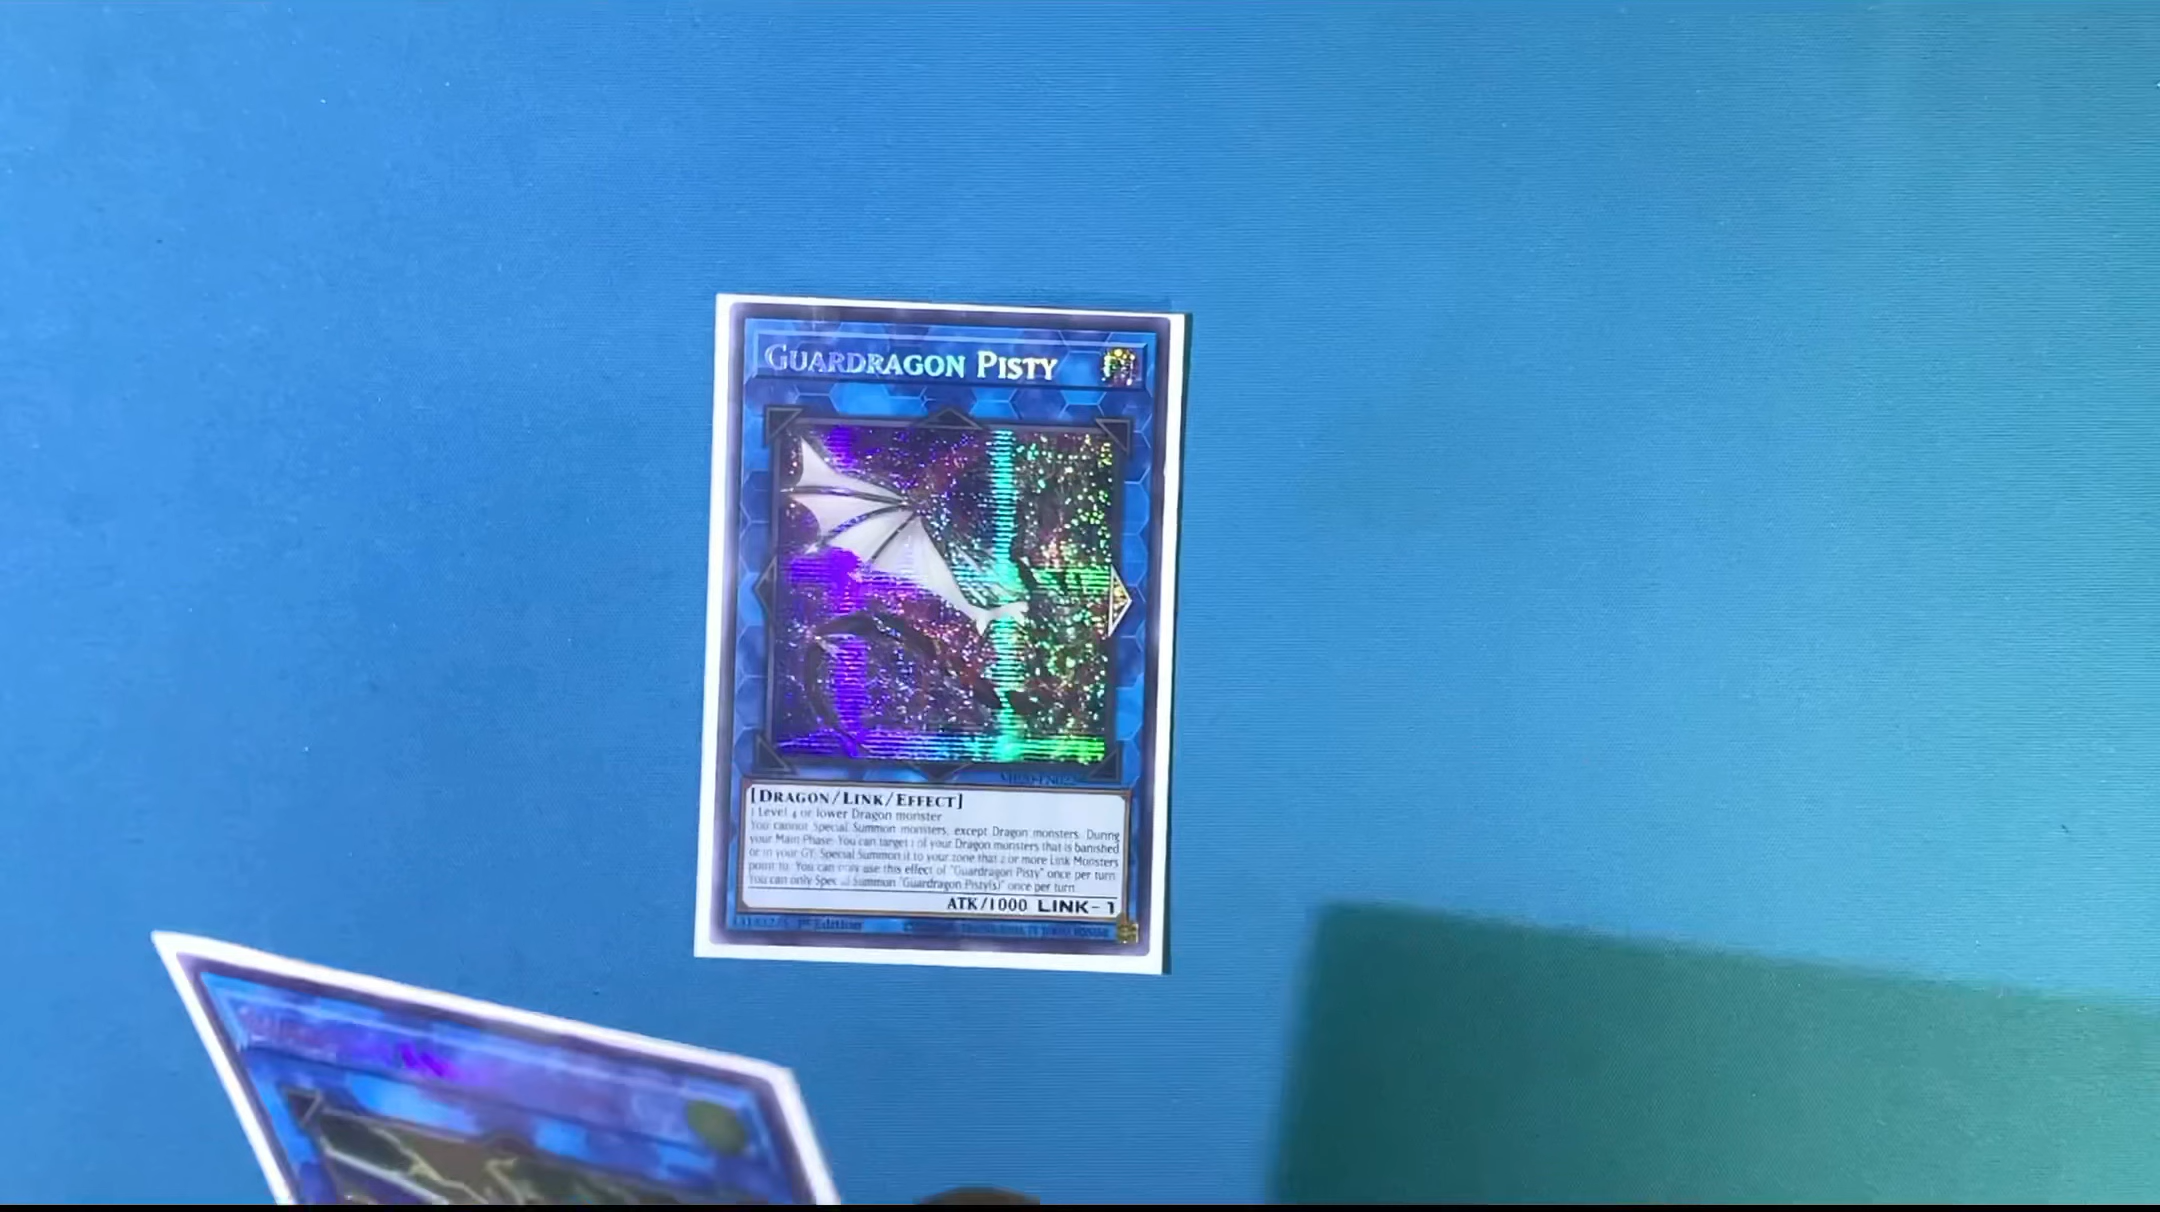 GUARDRAGON PISTY
[DRAGON/LINK/EFFECT]
1 Level 4 or lower Dragon monster
You cannot Special Summon monsters, except Dragon monsters. During
your Main Phase: You can target 1 of your Dragon monsters that is banished
or in your GY; Special Summon it to your zone that 2 or more Link Monsters
point to. You can only use this effect of "Guardragon Pisty" once per turn.
You can only Special Summon "Guardragon Pisty(s)" once per turn.
ATK/1000 LINK-1
1st Edition